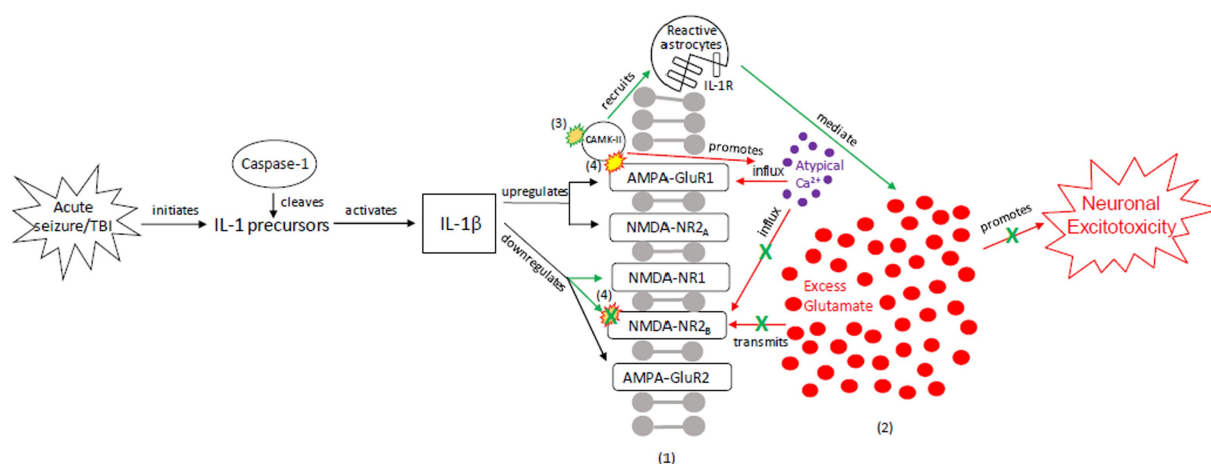 Reactive
astrocytes
IL-1R
recruits
mediate
(3)
CAMK-II
promotes
(4)
Atypical
Ca²⁺
influx
AMPA-GluR1
Caspase-1
cleaves
upregulates
Acute
seizure/TBI
initiates
IL-1 precursors
activates
IL-1β
NMDA-NR2A
influx
promotes
Neuronal
Excitotoxicity
downregulates
NMDA-NR1
Excess
Glutamate
(4)
NMDA-NR2B
transmits
AMPA-GluR2
(1)
(2)